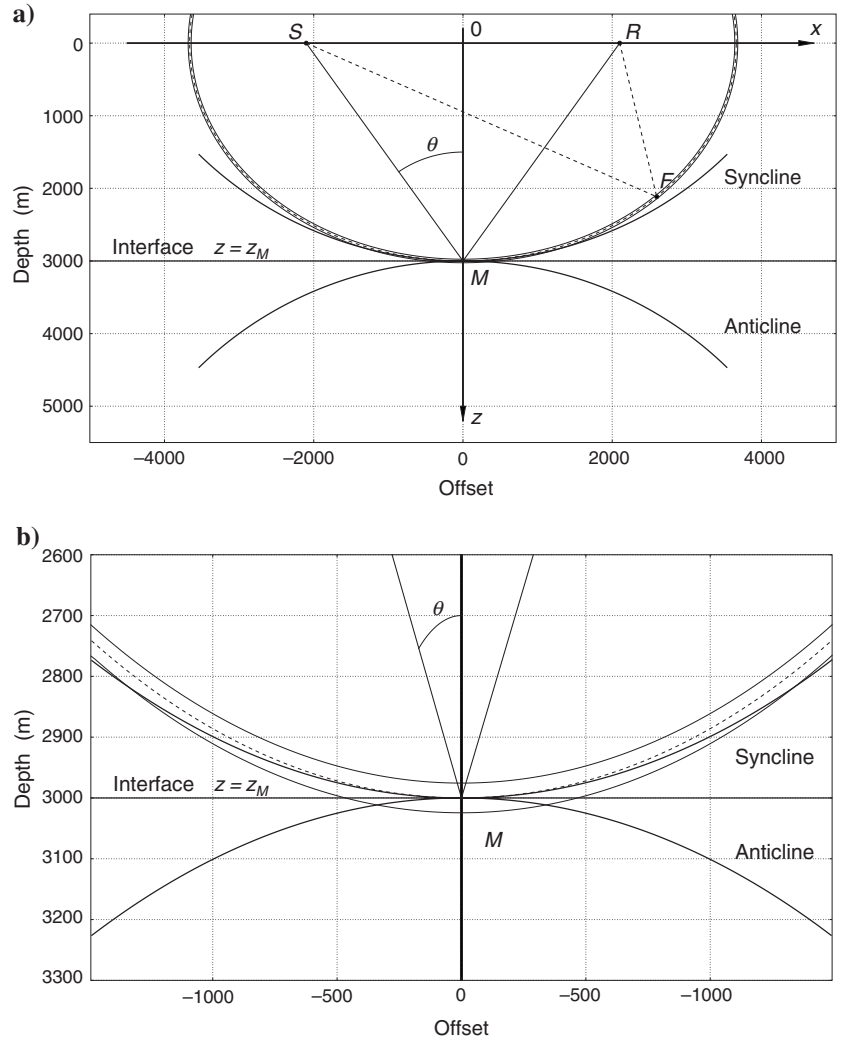 a)
S
0
R
x
0
1000
2000
3000
4000
5000
θ
F
Syncline
Interface z = z_M
M
Anticline
z
Depth (m)
–4000
–2000
0
2000
4000
Offset
b)
2600
2700
2800
2900
3000
3100
3200
3300
θ
Syncline
Interface z = z_M
M
Anticline
Depth (m)
–1000
–500
0
–500
–1000
Offset